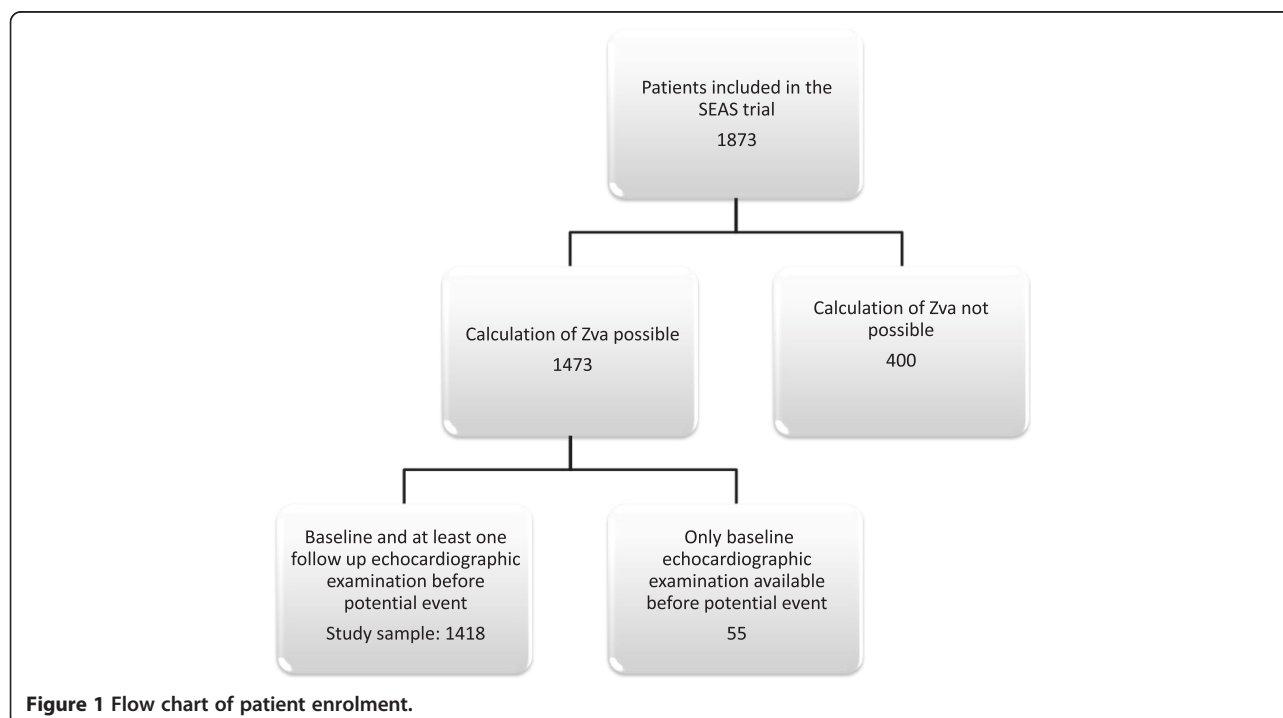 Patients included in the
SEAS trial
1873
Calculation of Zva possible
1473
Calculation of Zva not
possible
400
Baseline and at least one
follow up echocardiographic
examination before
potential event
Study sample: 1418
Only baseline
echocardiographic
examination available
before potential event
55
Figure 1 Flow chart of patient enrolment.